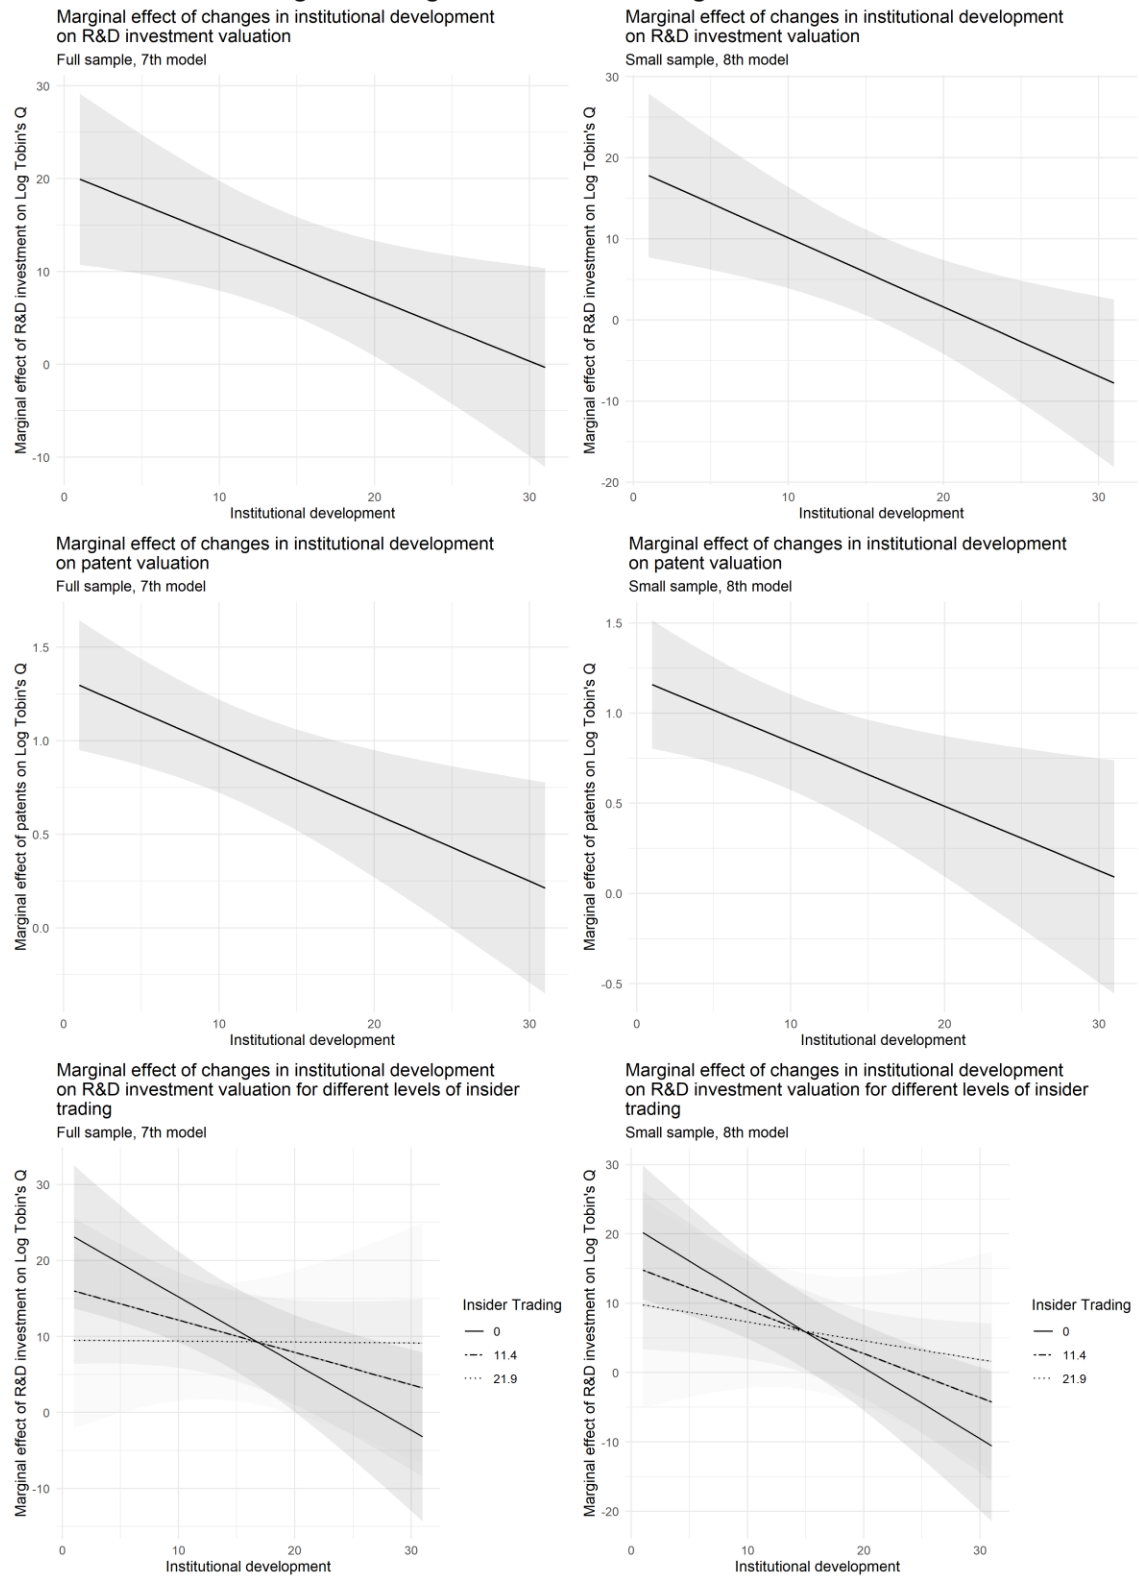 Marginal effect of changes in institutional development
on R&D investment valuation
Full sample, 7th model
Marginal effect of R&D investment on Log Tobin's Q
30
20
10
0
-10
0 10 20 30
Institutional development
Marginal effect of changes in institutional development
on R&D investment valuation
Small sample, 8th model
Marginal effect of R&D investment on Log Tobin's Q
30
20
10
0
-10
-20
0 10 20 30
Institutional development
Marginal effect of changes in institutional development
on patent valuation
Full sample, 7th model
Marginal effect of patents on Log Tobin's Q
1.5
1.0
0.5
0.0
0 10 20 30
Institutional development
Marginal effect of changes in institutional development
on patent valuation
Small sample, 8th model
Marginal effect of patents on Log Tobin's Q
1.5
1.0
0.5
0.0
-0.5
0 10 20 30
Institutional development
Marginal effect of changes in institutional development
on R&D investment valuation for different levels of insider
trading
Full sample, 7th model
Marginal effect of R&D investment on Log Tobin's Q
30
20
10
0
-10
0 10 20 30
Institutional development
Insider Trading
0
11.4
21.9
Marginal effect of changes in institutional development
on R&D investment valuation for different levels of insider
trading
Small sample, 8th model
Marginal effect of R&D investment on Log Tobin's Q
30
20
10
0
-10
-20
0 10 20 30
Institutional development
Insider Trading
0
11.4
21.9